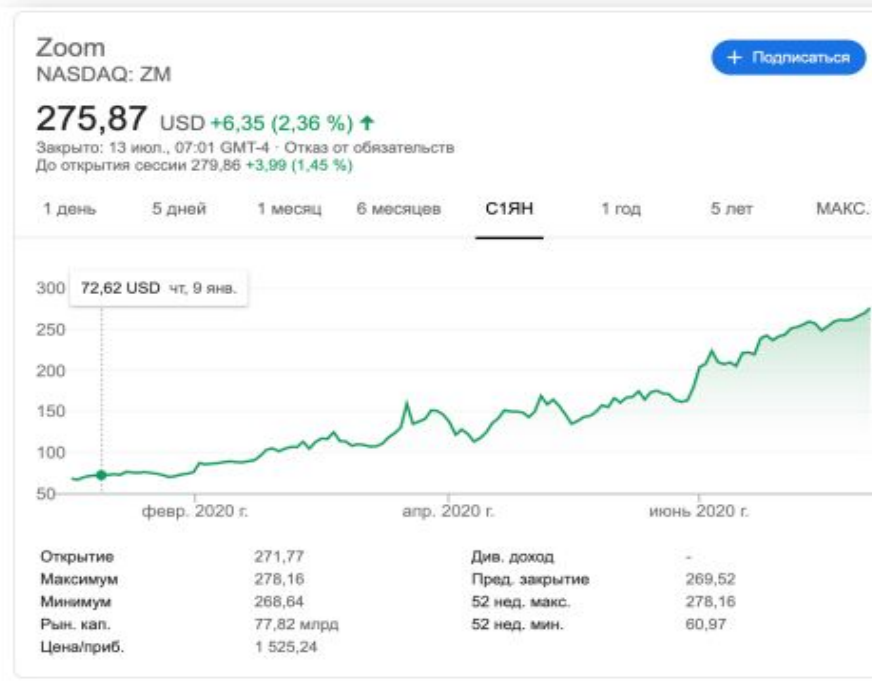 Zoom
NASDAQ: ZM
+ Подписаться
275,87 USD +6,35 (2,36 %) ↑
Закрыто: 13 июл., 07:01 GMT-4 · Отказ от обязательств
До открытия сессии 279,86 +3,99 (1,45 %)
1 день 5 дней 1 месяц 6 месяцев С1ЯН 1 год 5 лет МАКС.
72,62 USD чт, 9 янв.
300
250
200
150
100
50
февр. 2020 г. апр. 2020 г. июнь 2020 г.
Открытие 271,77 Див. доход -
Максимум 278,16 Пред. закрытие 269,52
Минимум 268,64 52 нед. макс. 278,16
Рын. кап. 77,82 млрд 52 нед. мин. 60,97
Цена/приб. 1 525,24